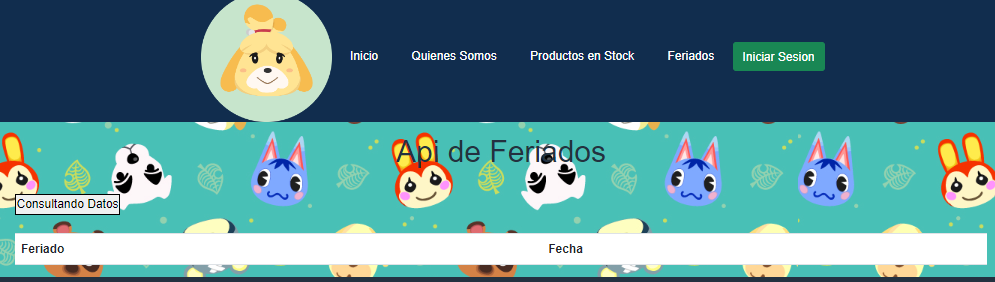 Inicio Quienes Somos Productos en Stock Feriados Iniciar Sesion
Api de Feriados
Consultando Datos
Feriado Fecha